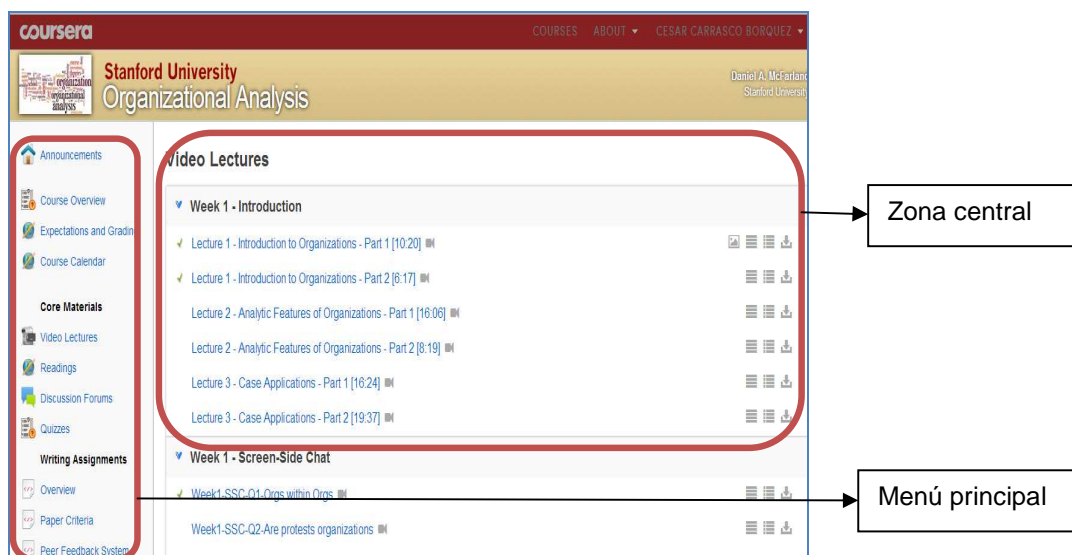 coursera
COURSES ABOUT CESAR CARRASCO BORQUEZ
organization
organizational
analysis
Stanford University
Organizational Analysis
Daniel A. McFarland
Stanford University
Announcements
Course Overview
Expectations and Gradin
Course Calendar
Core Materials
Video Lectures
Readings
Discussion Forums
Quizzes
Writing Assignments
Overview
Paper Criteria
Peer Feedback System
Video Lectures
Week 1 - Introduction
Lecture 1 - Introduction to Organizations - Part 1 [10:20]
Lecture 1 - Introduction to Organizations - Part 2 [6:17]
Lecture 2 - Analytic Features of Organizations - Part 1 [16:06]
Lecture 2 - Analytic Features of Organizations - Part 2 [8:19]
Lecture 3 - Case Applications - Part 1 [16:24]
Lecture 3 - Case Applications - Part 2 [19:37]
Week 1 - Screen-Side Chat
Week1-SSC-Q1-Orgs within Orgs
Week1-SSC-Q2-Are protests organizations
Zona central
Menú principal